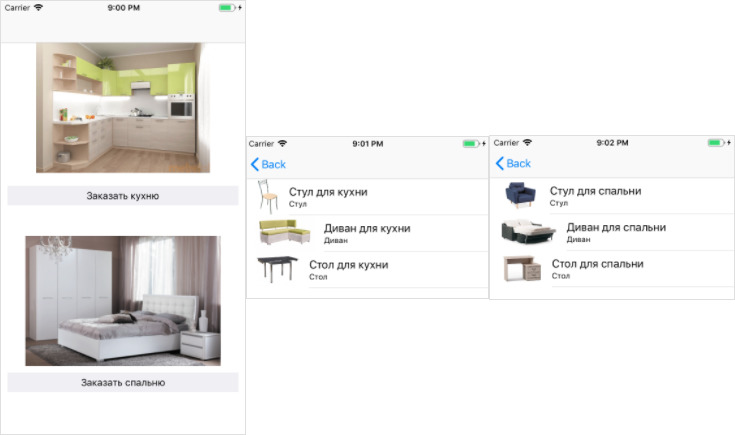 Carrier 9:00 PM
Заказать кухню
Заказать спальню
Carrier 9:01 PM
Back
Стул для кухни
Стул
Диван для кухни
Диван
Стол для кухни
Стол
Carrier 9:02 PM
Back
Стул для спальни
Стул
Диван для спальни
Диван
Стол для спальни
Стол